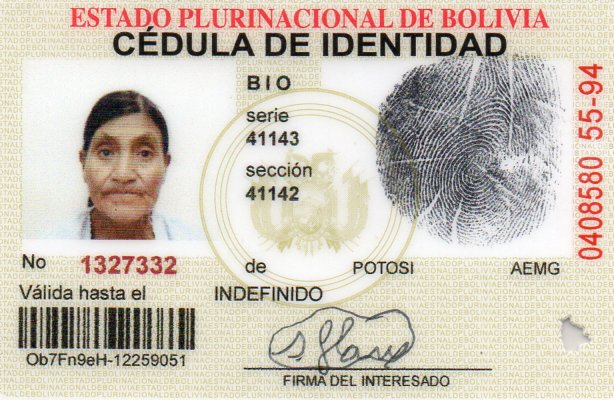 ESTADO PLURINACIONAL DE BOLIVIA
CÉDULA DE IDENTIDAD
BIO
serie
41143
sección
41142
0408580 55-94
No 1327332 de POTOSI AEMG
Válida hasta el INDEFINIDO
Ob7Fn9eH-12259051
FIRMA DEL INTERESADO